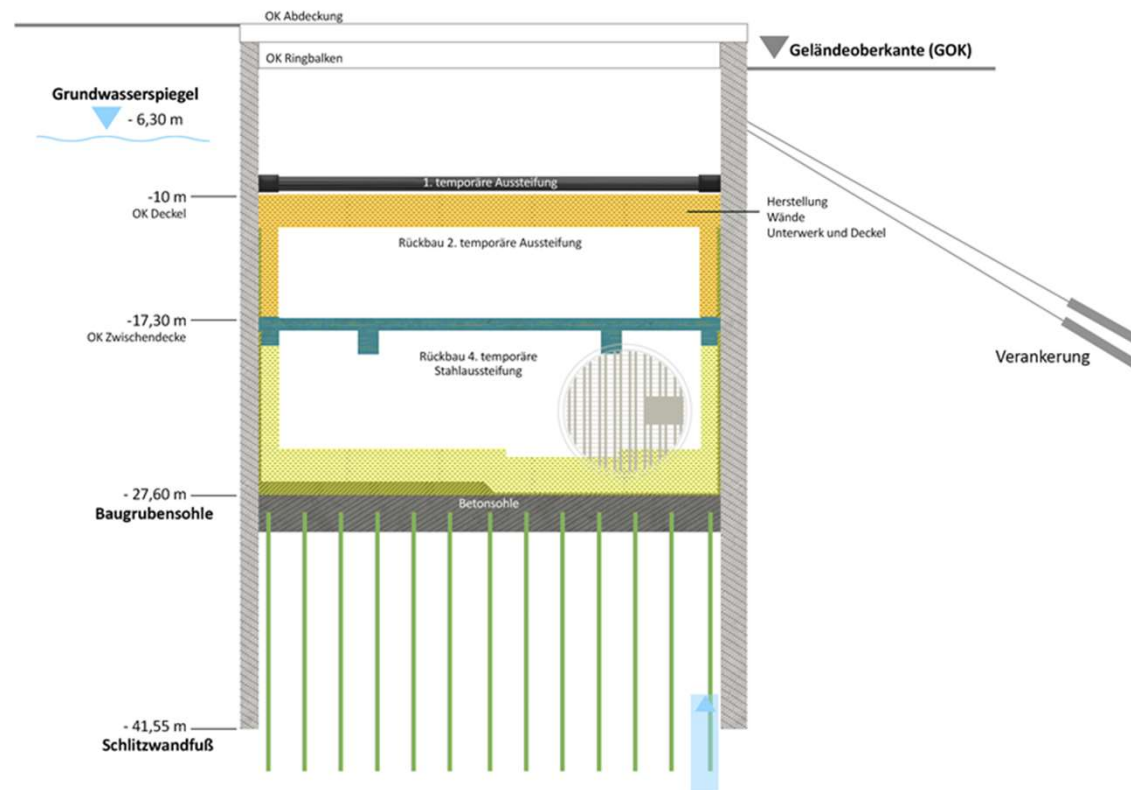 OK Abdeckung
OK Ringbalken
Geländeoberkante (GOK)
Grundwasserspiegel
- 6,30 m
1. temporäre Aussteifung
-10 m
OK Deckel
Herstellung
Wände
Unterwerk und Deckel
Rückbau 2. temporäre Aussteifung
-17,30 m
OK Zwischendecke
Rückbau 4. temporäre
Stahlaussteifung
Verankerung
- 27,60 m
Baugrubensohle
Betonsohle
- 41,55 m
Schlitzwandfuß